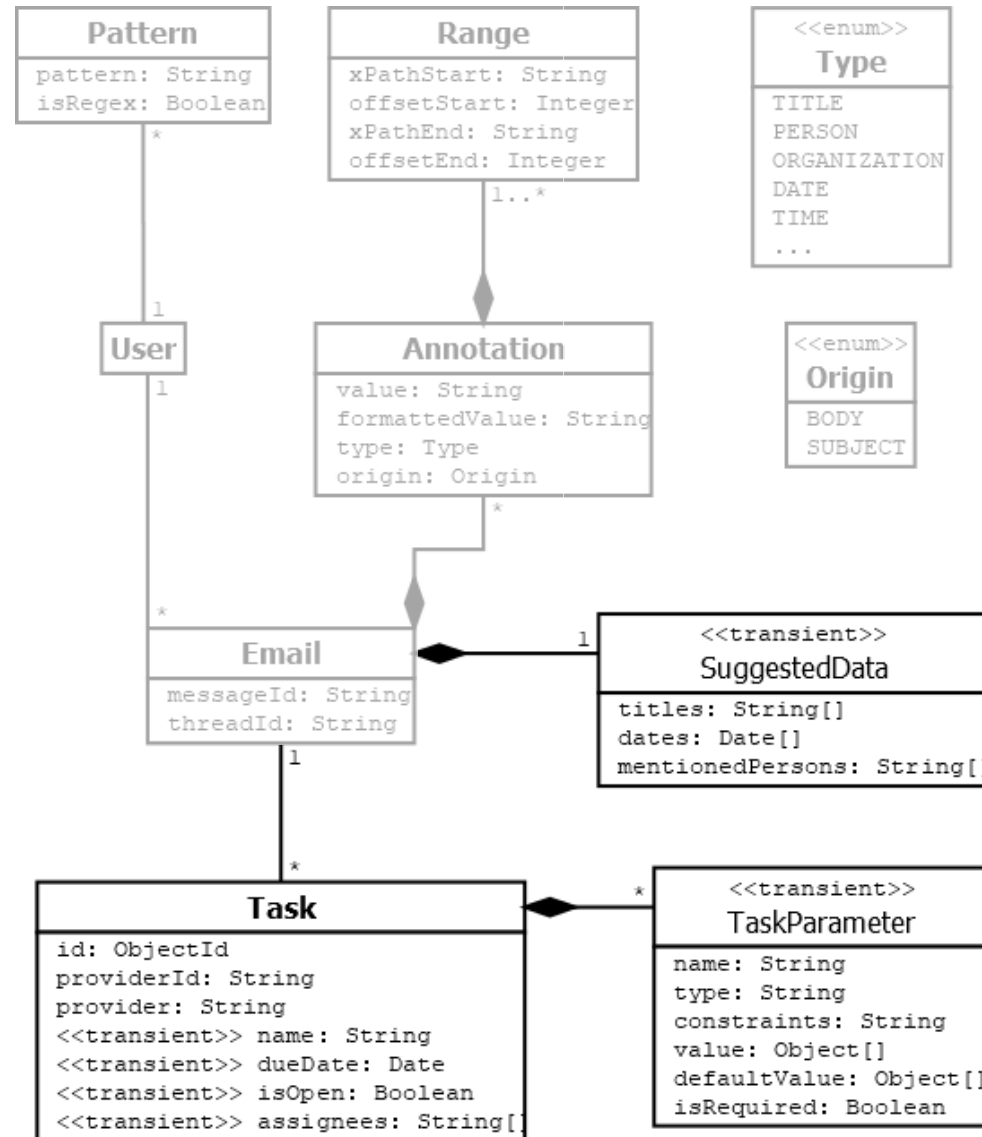 Pattern
pattern: String
isRegex: Boolean
*
1
User
1
*
Range
xPathStart: String
offsetStart: Integer
xPathEnd: String
offsetEnd: Integer
1..*
Annotation
value: String
formattedValue: String
type: Type
origin: Origin
*
<<enum>>
Type
TITLE
PERSON
ORGANIZATION
DATE
TIME
...
<<enum>>
Origin
BODY
SUBJECT
Email
messageId: String
threadId: String
1
*
1
<<transient>>
SuggestedData
titles: String[]
dates: Date[]
mentionedPersons: String[]
Task
id: ObjectId
providerId: String
provider: String
<<transient>> name: String
<<transient>> dueDate: Date
<<transient>> isOpen: Boolean
<<transient>> assignees: String[]
*
<<transient>>
TaskParameter
name: String
type: String
constraints: String
value: Object[]
defaultValue: Object[]
isRequired: Boolean